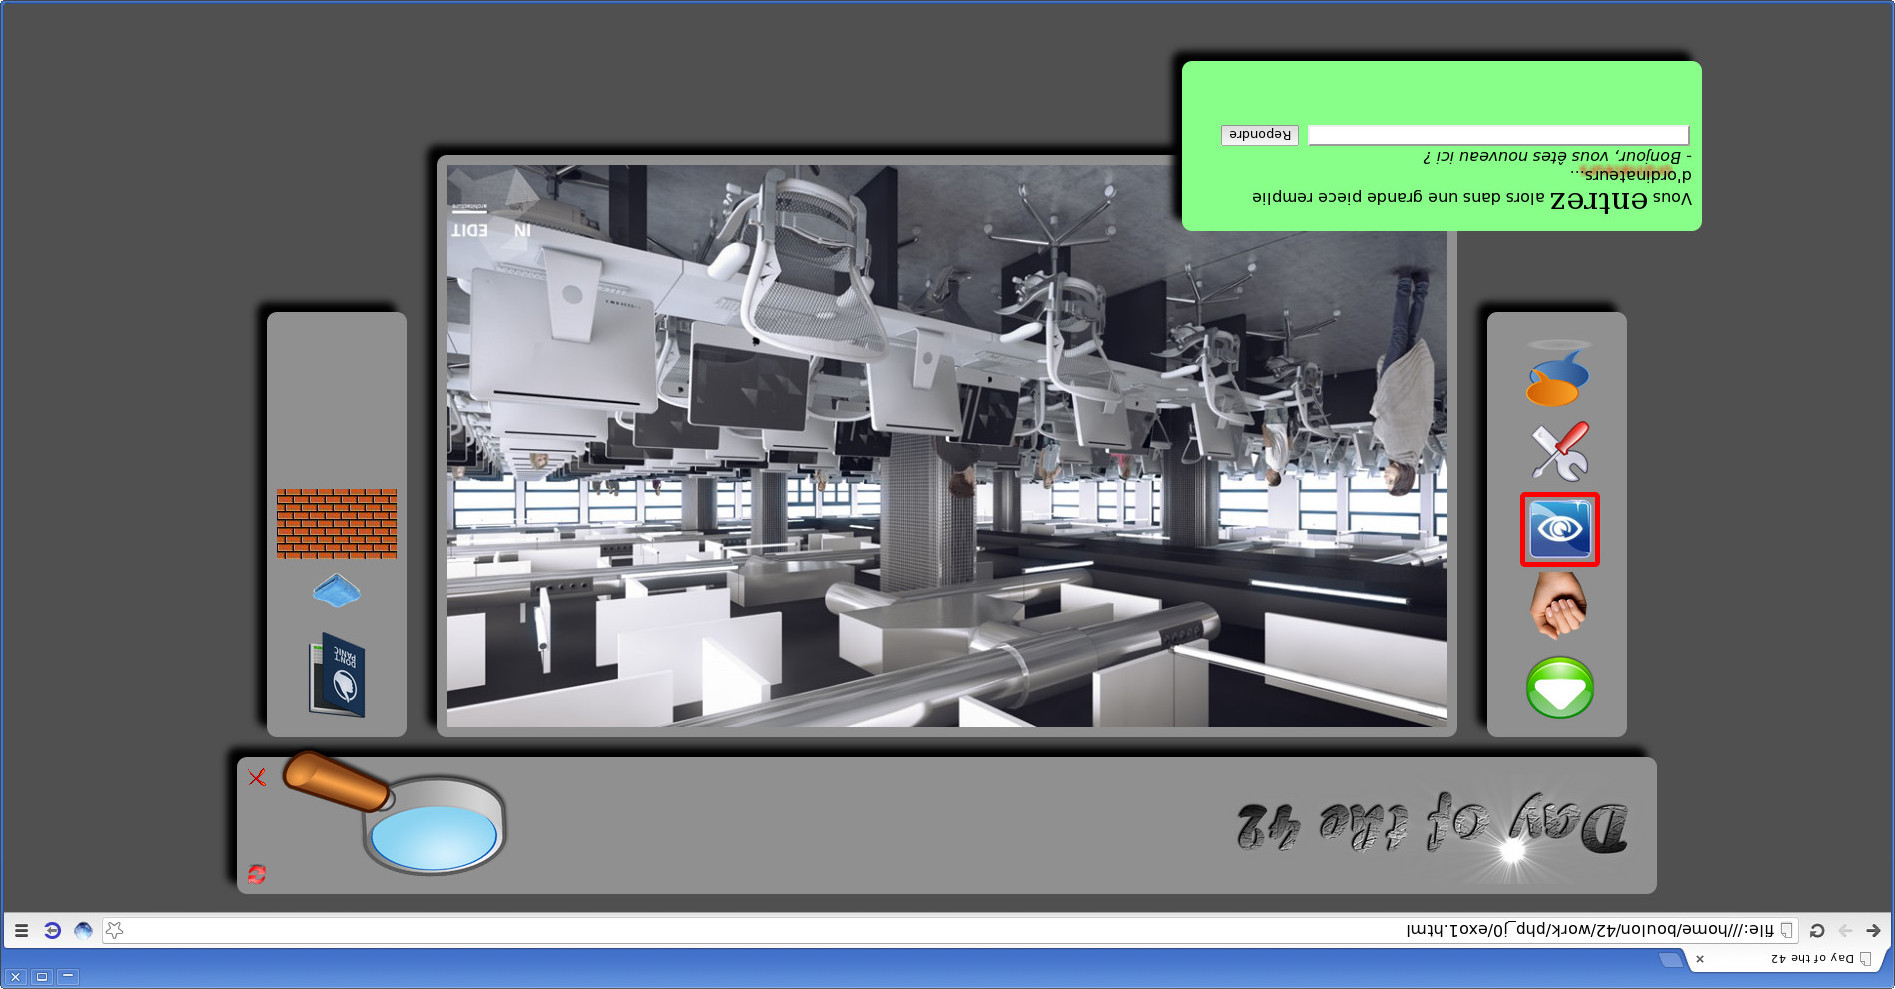 Day of the 42
file:///home/boulon/42/work/php_j0/exo1.html
Day of the 42
DON'T
PANIC
IN EDIT
architecture
Vous entrez alors dans une grande piece remplie
d'ordinateurs...
- Bonjour, vous êtes nouveau ici ?
Repondre